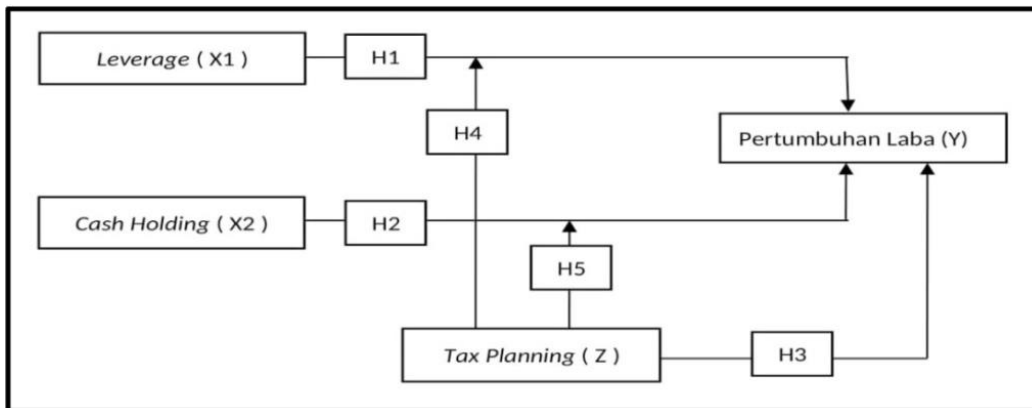 Leverage ( X1 )
H1
H4
Pertumbuhan Laba (Y)
Cash Holding ( X2 )
H2
H5
Tax Planning ( Z )
H3